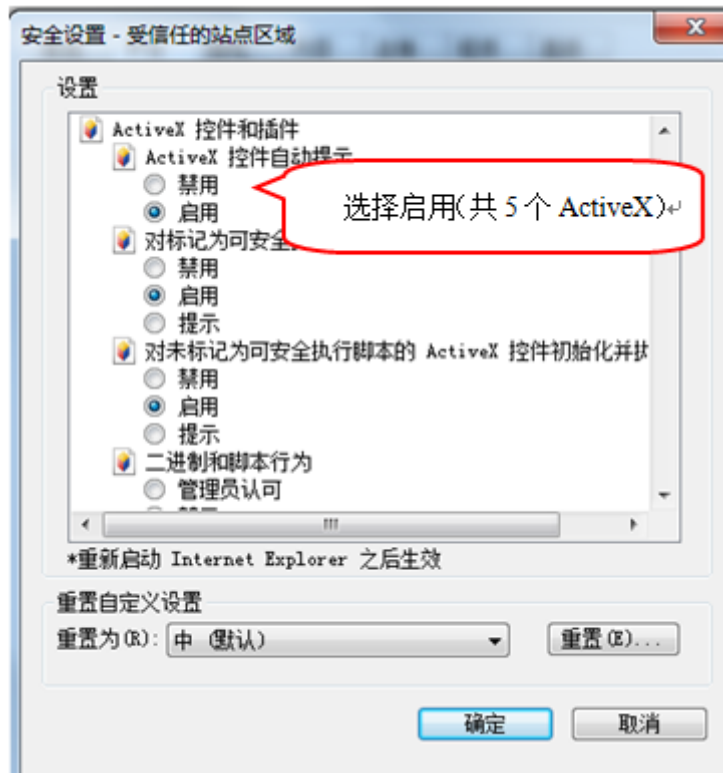 安全设置 - 受信任的站点区域
设置
ActiveX 控件和插件
ActiveX 控件自动提示
禁用
启用
选择启用(共 5 个 ActiveX)↵
对标记为可安全
禁用
启用
提示
对未标记为可安全执行脚本的 ActiveX 控件初始化并执
禁用
启用
提示
二进制和脚本行为
管理员认可
*重新启动 Internet Explorer 之后生效
重置自定义设置
重置为(R): 中 (默认)
重置(E)...
确定
取消